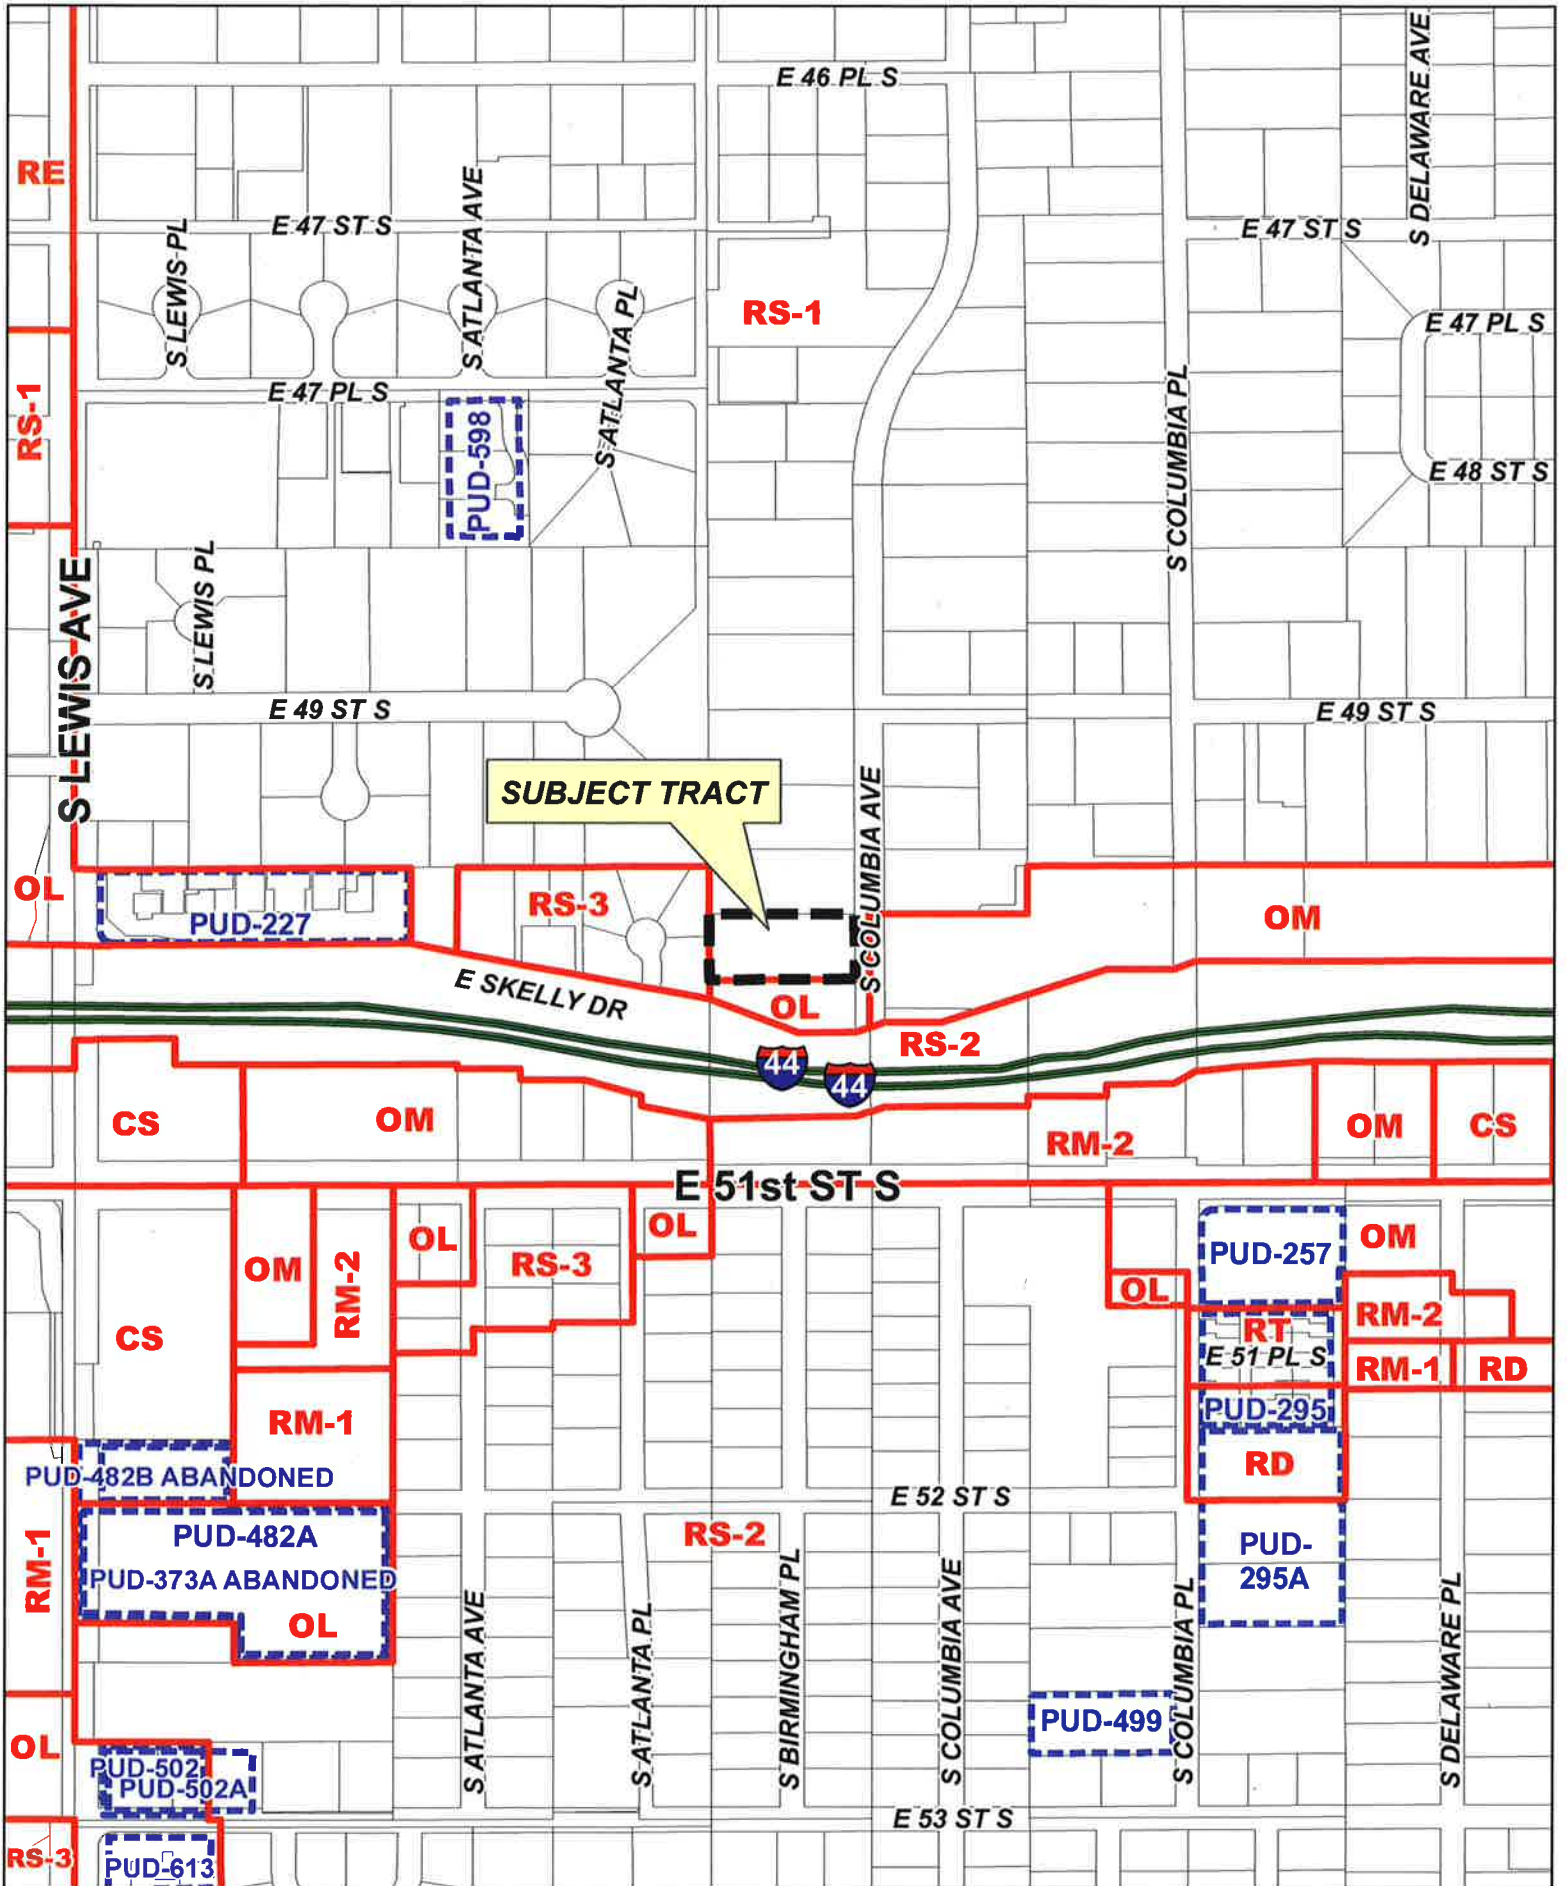 E 46 PL S
S DELAWARE AVE
RE
E 47 ST S
S ATLANTA AVE
E 47 ST S
S LEWIS PL
S ATLANTA PL
RS-1
E 47 PL S
RS-1
E 47 PL S
PUD-598
S COLUMBIA PL
E 48 ST S
S LEWIS AVE
S LEWIS PL
E 49 ST S
E 49 ST S
SUBJECT TRACT
S COLUMBIA AVE
OL
PUD-227
RS-3
OM
E SKELLY DR
OL
RS-2
44
44
CS
OM
RM-2
OM
CS
E 51st ST S
OM
RM-2
OL
RS-3
OL
PUD-257
OM
OL
RM-2
CS
RT
E 51 PL S
RM-1
RD
RM-1
PUD-295
RD
PUD-482B ABANDONED
E 52 ST S
RM-1
PUD-482A
RS-2
PUD-
295A
PUD-373A ABANDONED
OL
S ATLANTA AVE
S ATLANTA PL
S BIRMINGHAM PL
S COLUMBIA AVE
S COLUMBIA PL
S DELAWARE PL
PUD-499
OL
PUD-502
PUD-502A
E 53 ST S
RS-3
PUD-613